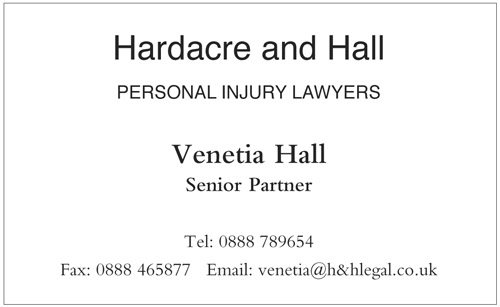 Hardacre and Hall
PERSONAL INJURY LAWYERS
Venetia Hall
Senior Partner
Tel: 0888 789654
Fax: 0888 465877 Email: venetia@h&hlegal.co.uk